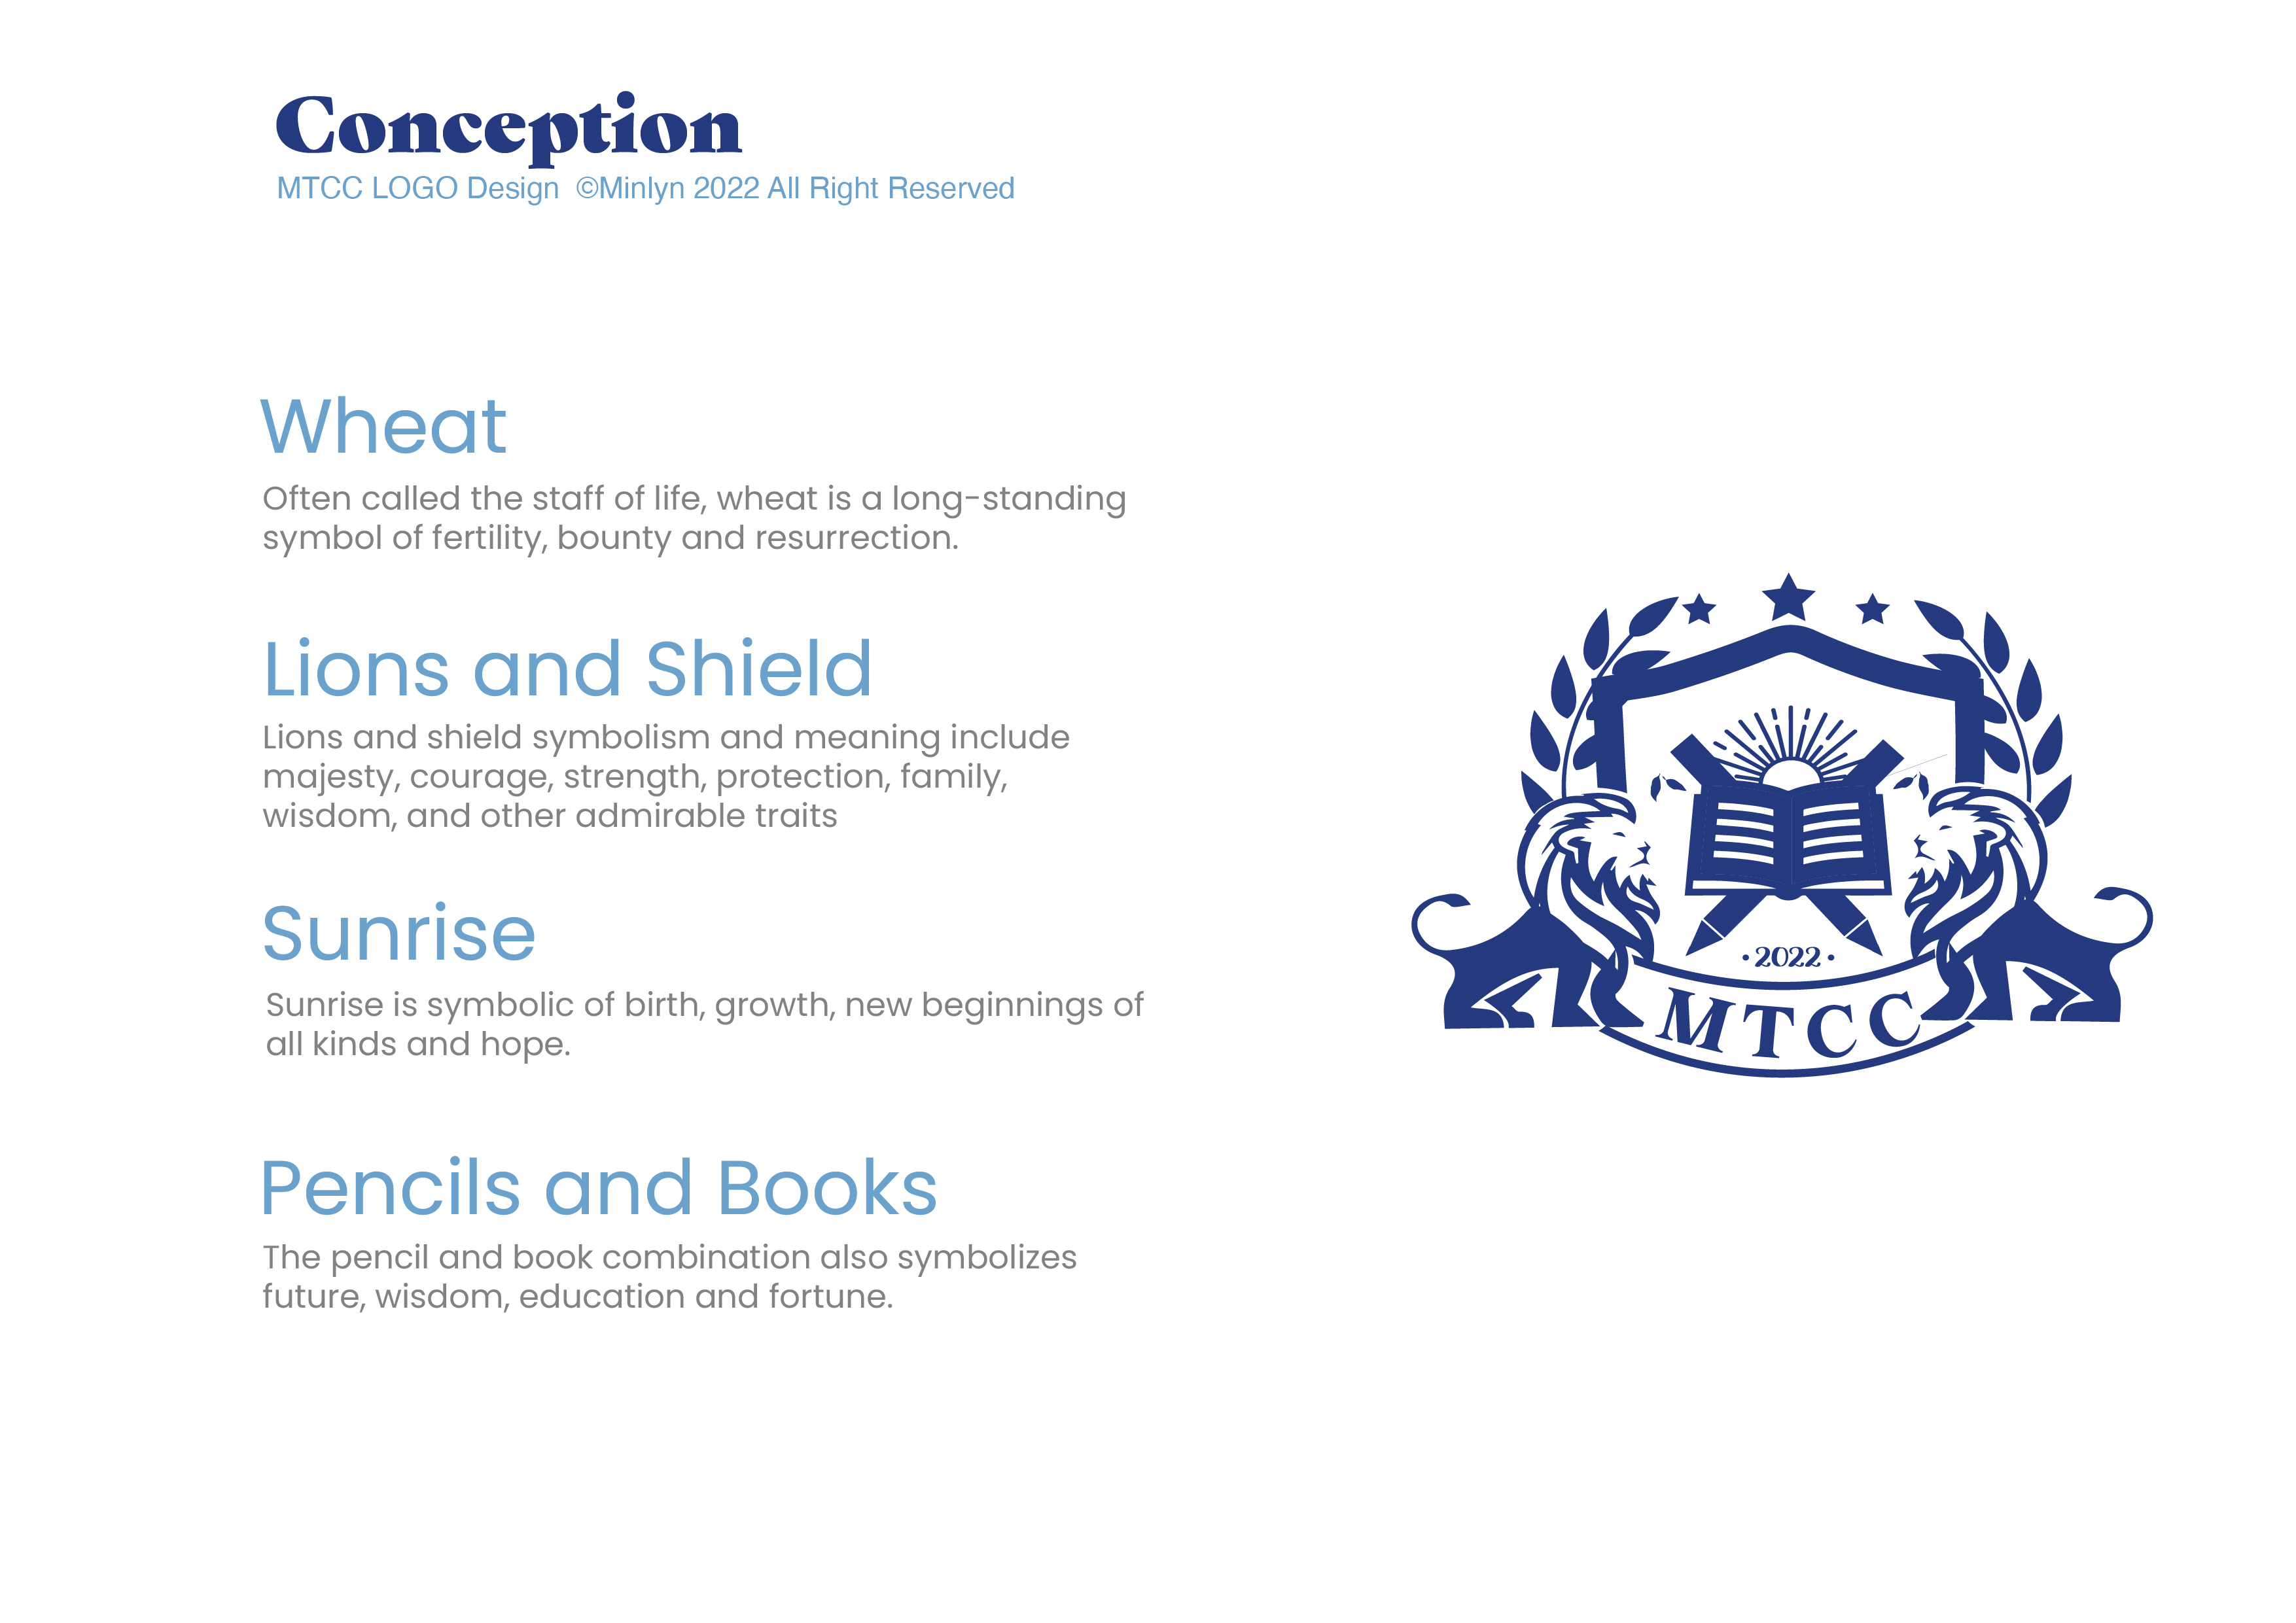 Conception
MTCC LOGO Design ©Minlyn 2022 All Right Reserved
Wheat
Often called the staff of life, wheat is a long-standing
symbol of fertility, bounty and resurrection.
Lions and Shield
Lions and shield symbolism and meaning include
majesty, courage, strength, protection, family,
wisdom, and other admirable traits
Sunrise
Sunrise is symbolic of birth, growth, new beginnings of
all kinds and hope.
Pencils and Books
The pencil and book combination also symbolizes
future, wisdom, education and fortune.
•2022•
MTCC